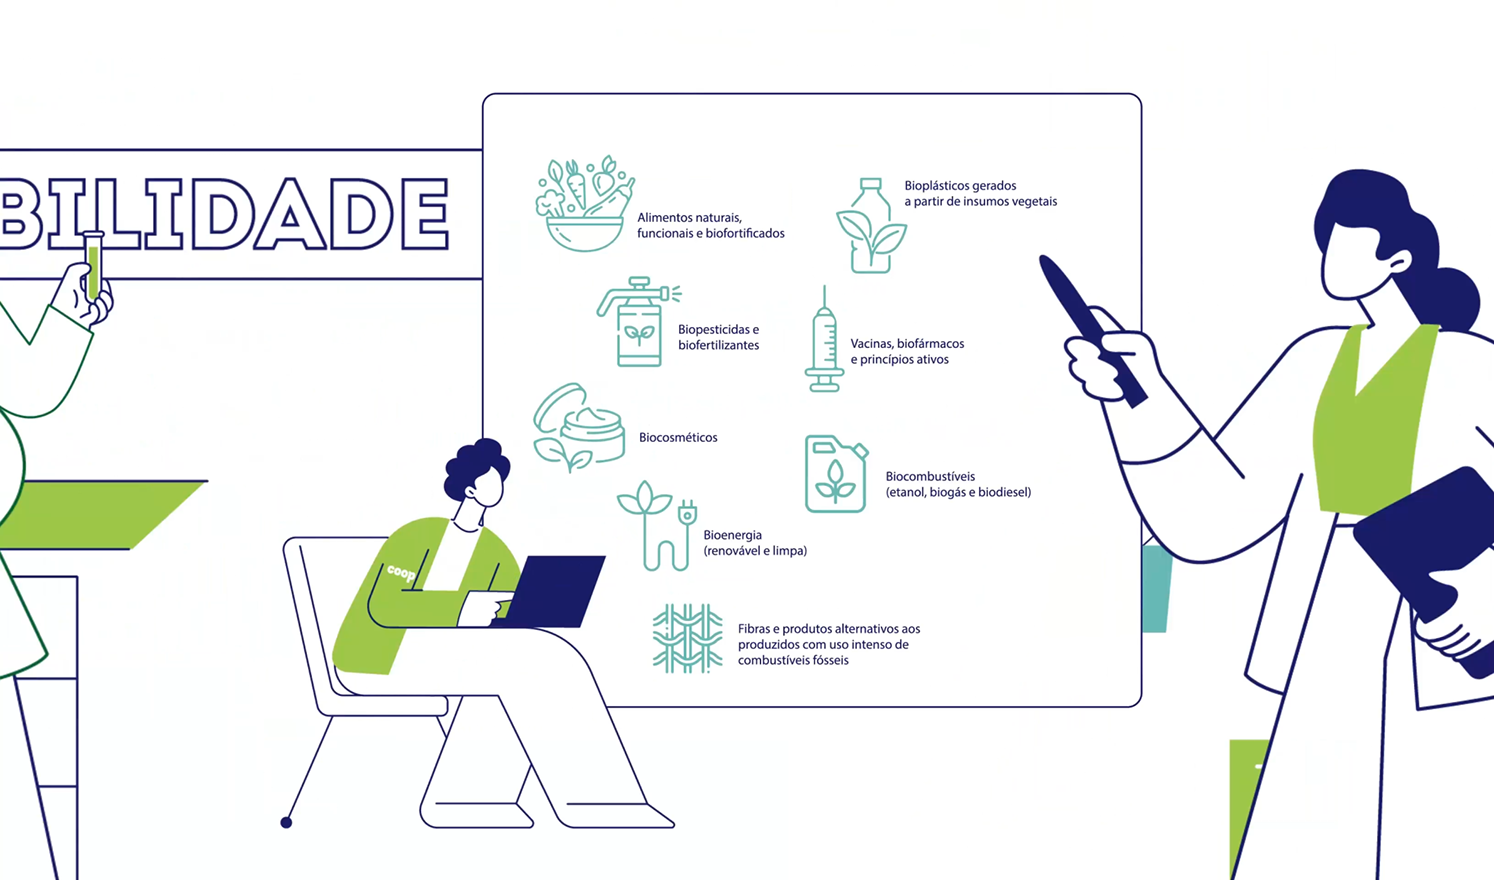 BILIDADE
Alimentos naturais,
funcionais e biofortificados
Bioplásticos gerados
a partir de insumos vegetais
Biopesticidas e
biofertilizantes
Vacinas, biofármacos
e princípios ativos
Biocosméticos
Biocombustíveis
(etanol, biogás e biodiesel)
Bioenergia
(renovável e limpa)
coop
Fibras e produtos alternativos aos
produzidos com uso intenso de
combustíveis fósseis